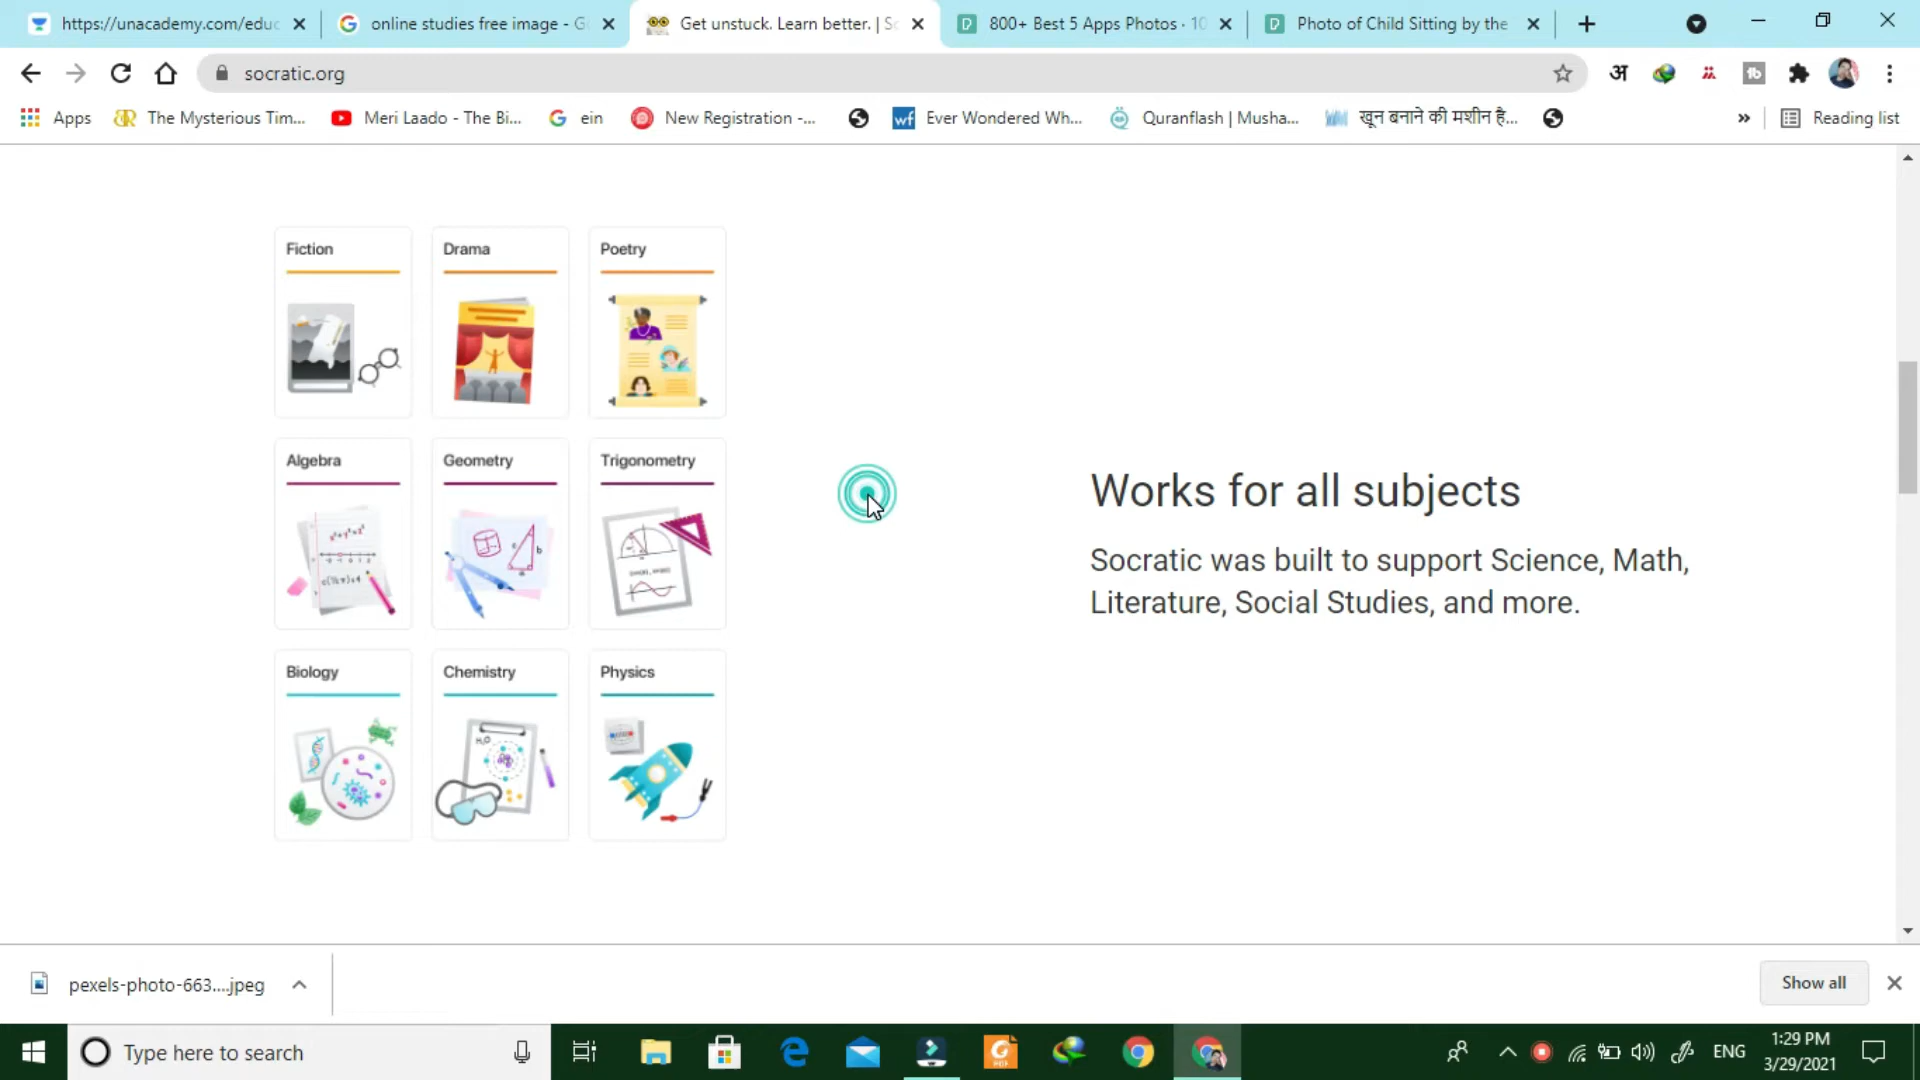 https://unacademy.com/educ
online studies free image - G
Get unstuck. Learn better. | So
800+ Best 5 Apps Photos · 10
Photo of Child Sitting by the
socratic.org
अ
Apps
The Mysterious Tim...
Meri Laado - The Bi...
ein
New Registration -...
wf
Ever Wondered Wh...
Quranflash | Musha...
खून बनाने की मशीन है...
»
Reading list
Fiction
Drama
Poetry
Algebra
Geometry
Trigonometry
Works for all subjects
Socratic was built to support Science, Math,
Literature, Social Studies, and more.
Biology
Chemistry
Physics
H₂O
pexels-photo-663....jpeg
Show all
Type here to search
ENG
1:29 PM
3/29/2021